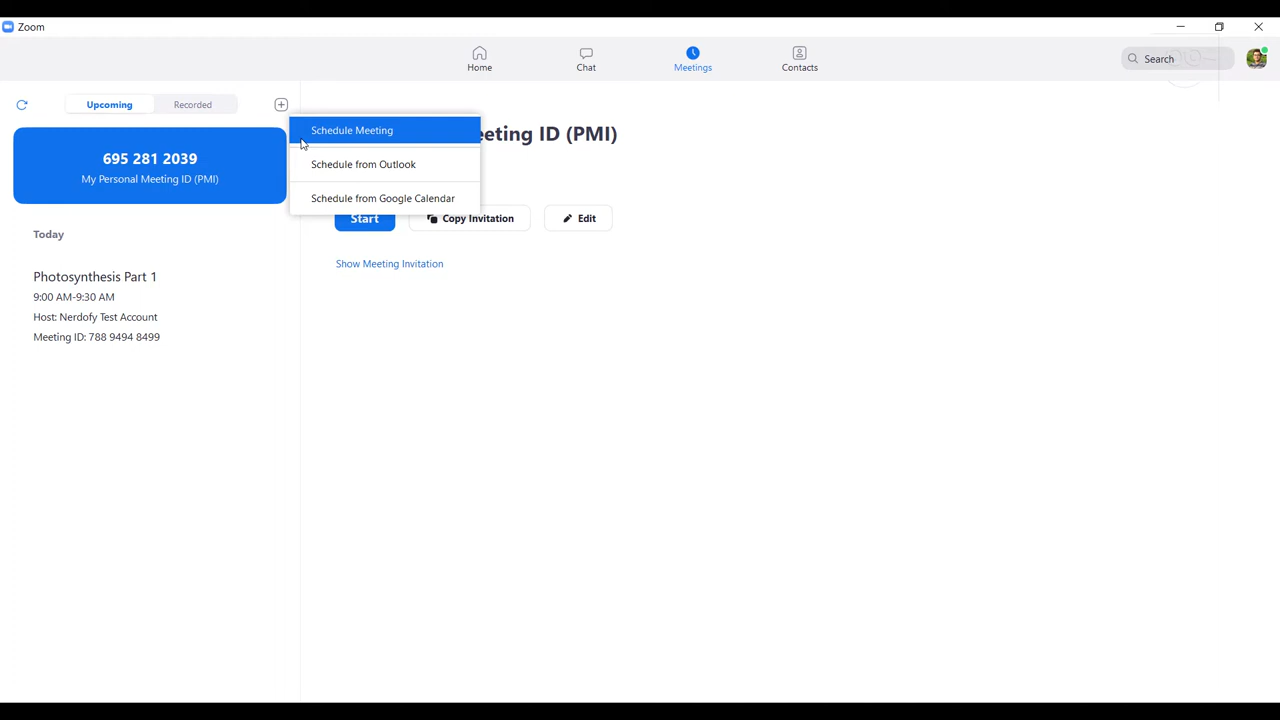 Zoom
Home
Chat
Meetings
Contacts
Search
Upcoming
Recorded
695 281 2039
My Personal Meeting ID (PMI)
Today
Photosynthesis Part 1
9:00 AM-9:30 AM
Host: Nerdofy Test Account
Meeting ID: 788 9494 8499
Schedule Meeting
Schedule from Outlook
Schedule from Google Calendar
eeting ID (PMI)
Start
Copy Invitation
Edit
Show Meeting Invitation